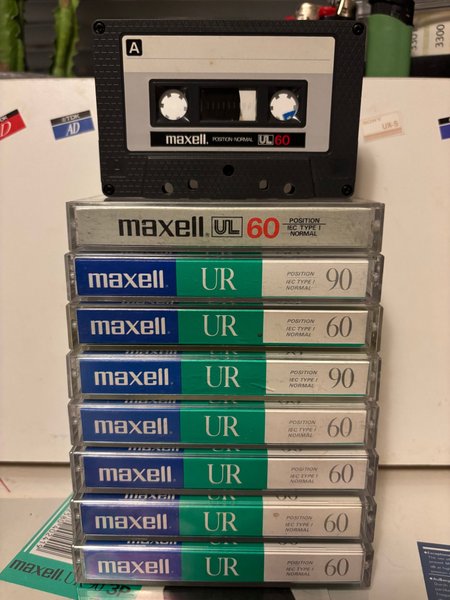 3300
A
TDK
AD
D
SONY
UX-S
maxell. POSITION NORMAL UL 60
maxell. UL 60 POSITION IEC TYPE I NORMAL
maxell UR POSITION IEC TYPE I NORMAL 90
maxell UR POSITION IEC TYPE I NORMAL 60
maxell UR POSITION IEC TYPE I NORMAL 90
maxell UR POSITION IEC TYPE I NORMAL 60
maxell UR POSITION IEC TYPE I NORMAL 60
maxell UR POSITION IEC TYPE I NORMAL 60
maxell UR POSITION IEC TYPE I NORMAL 60
maxell.